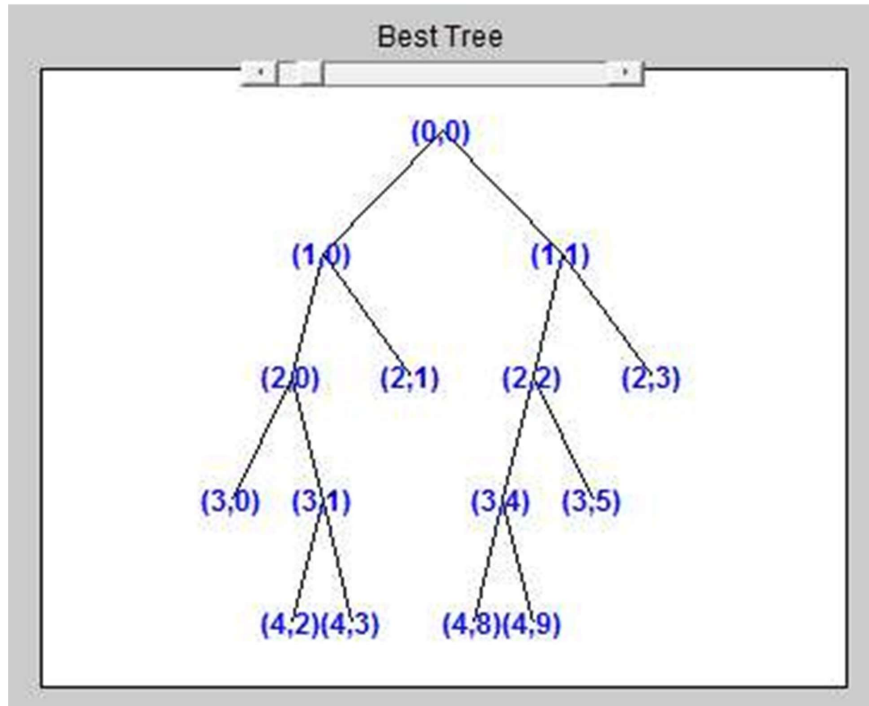 Best Tree
(0,0)
(1,0) (1,1)
(2,0) (2,1) (2,2) (2,3)
(3,0) (3,1) (3,4) (3,5)
(4,2)(4,3) (4,8)(4,9)